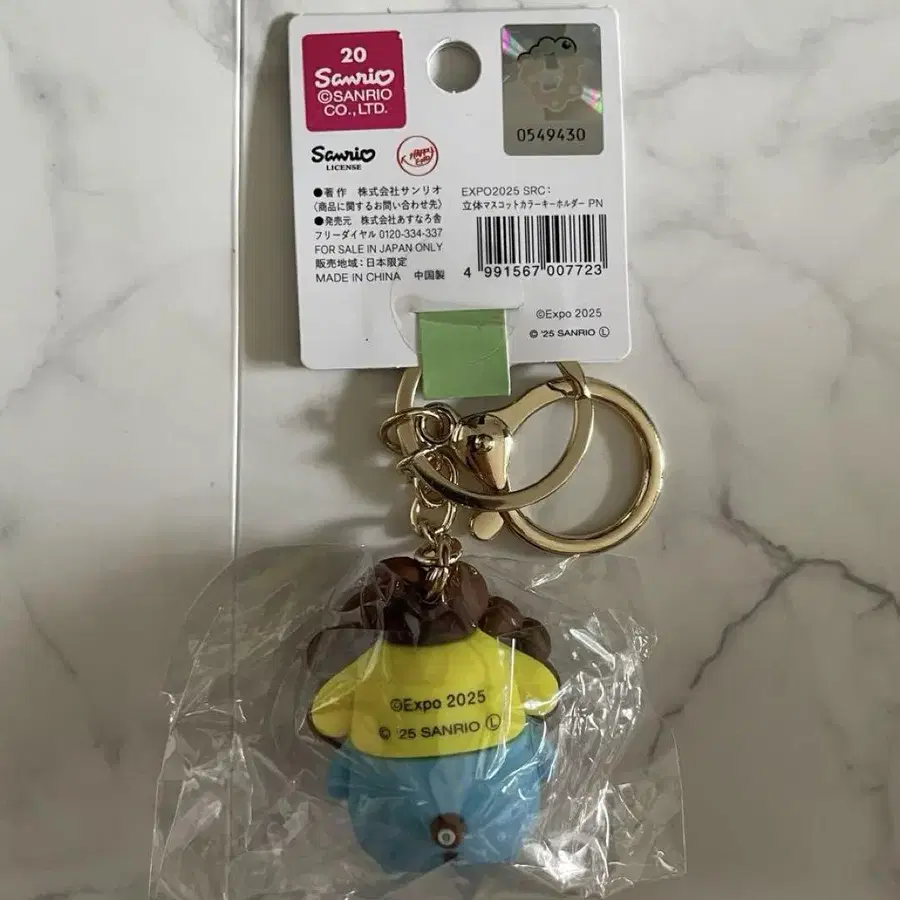 20
Sanrio
©SANRIO
CO.,LTD.
0549430
Sanrio
LICENSE
●著作 株式会社サンリオ
〈商品に関するお問い合わせ先〉
●発売元 株式会社あすなろ舎
フリーダイヤル 0120-334-337
FOR SALE IN JAPAN ONLY
販売地域：日本限定
MADE IN CHINA 中国製
EXPO2025 SRC：
立体マスコットカラーキーホルダー PN
4 991567 007723
©Expo 2025
© '25 SANRIO Ⓛ
©Expo 2025
© '25 SANRIO Ⓛ